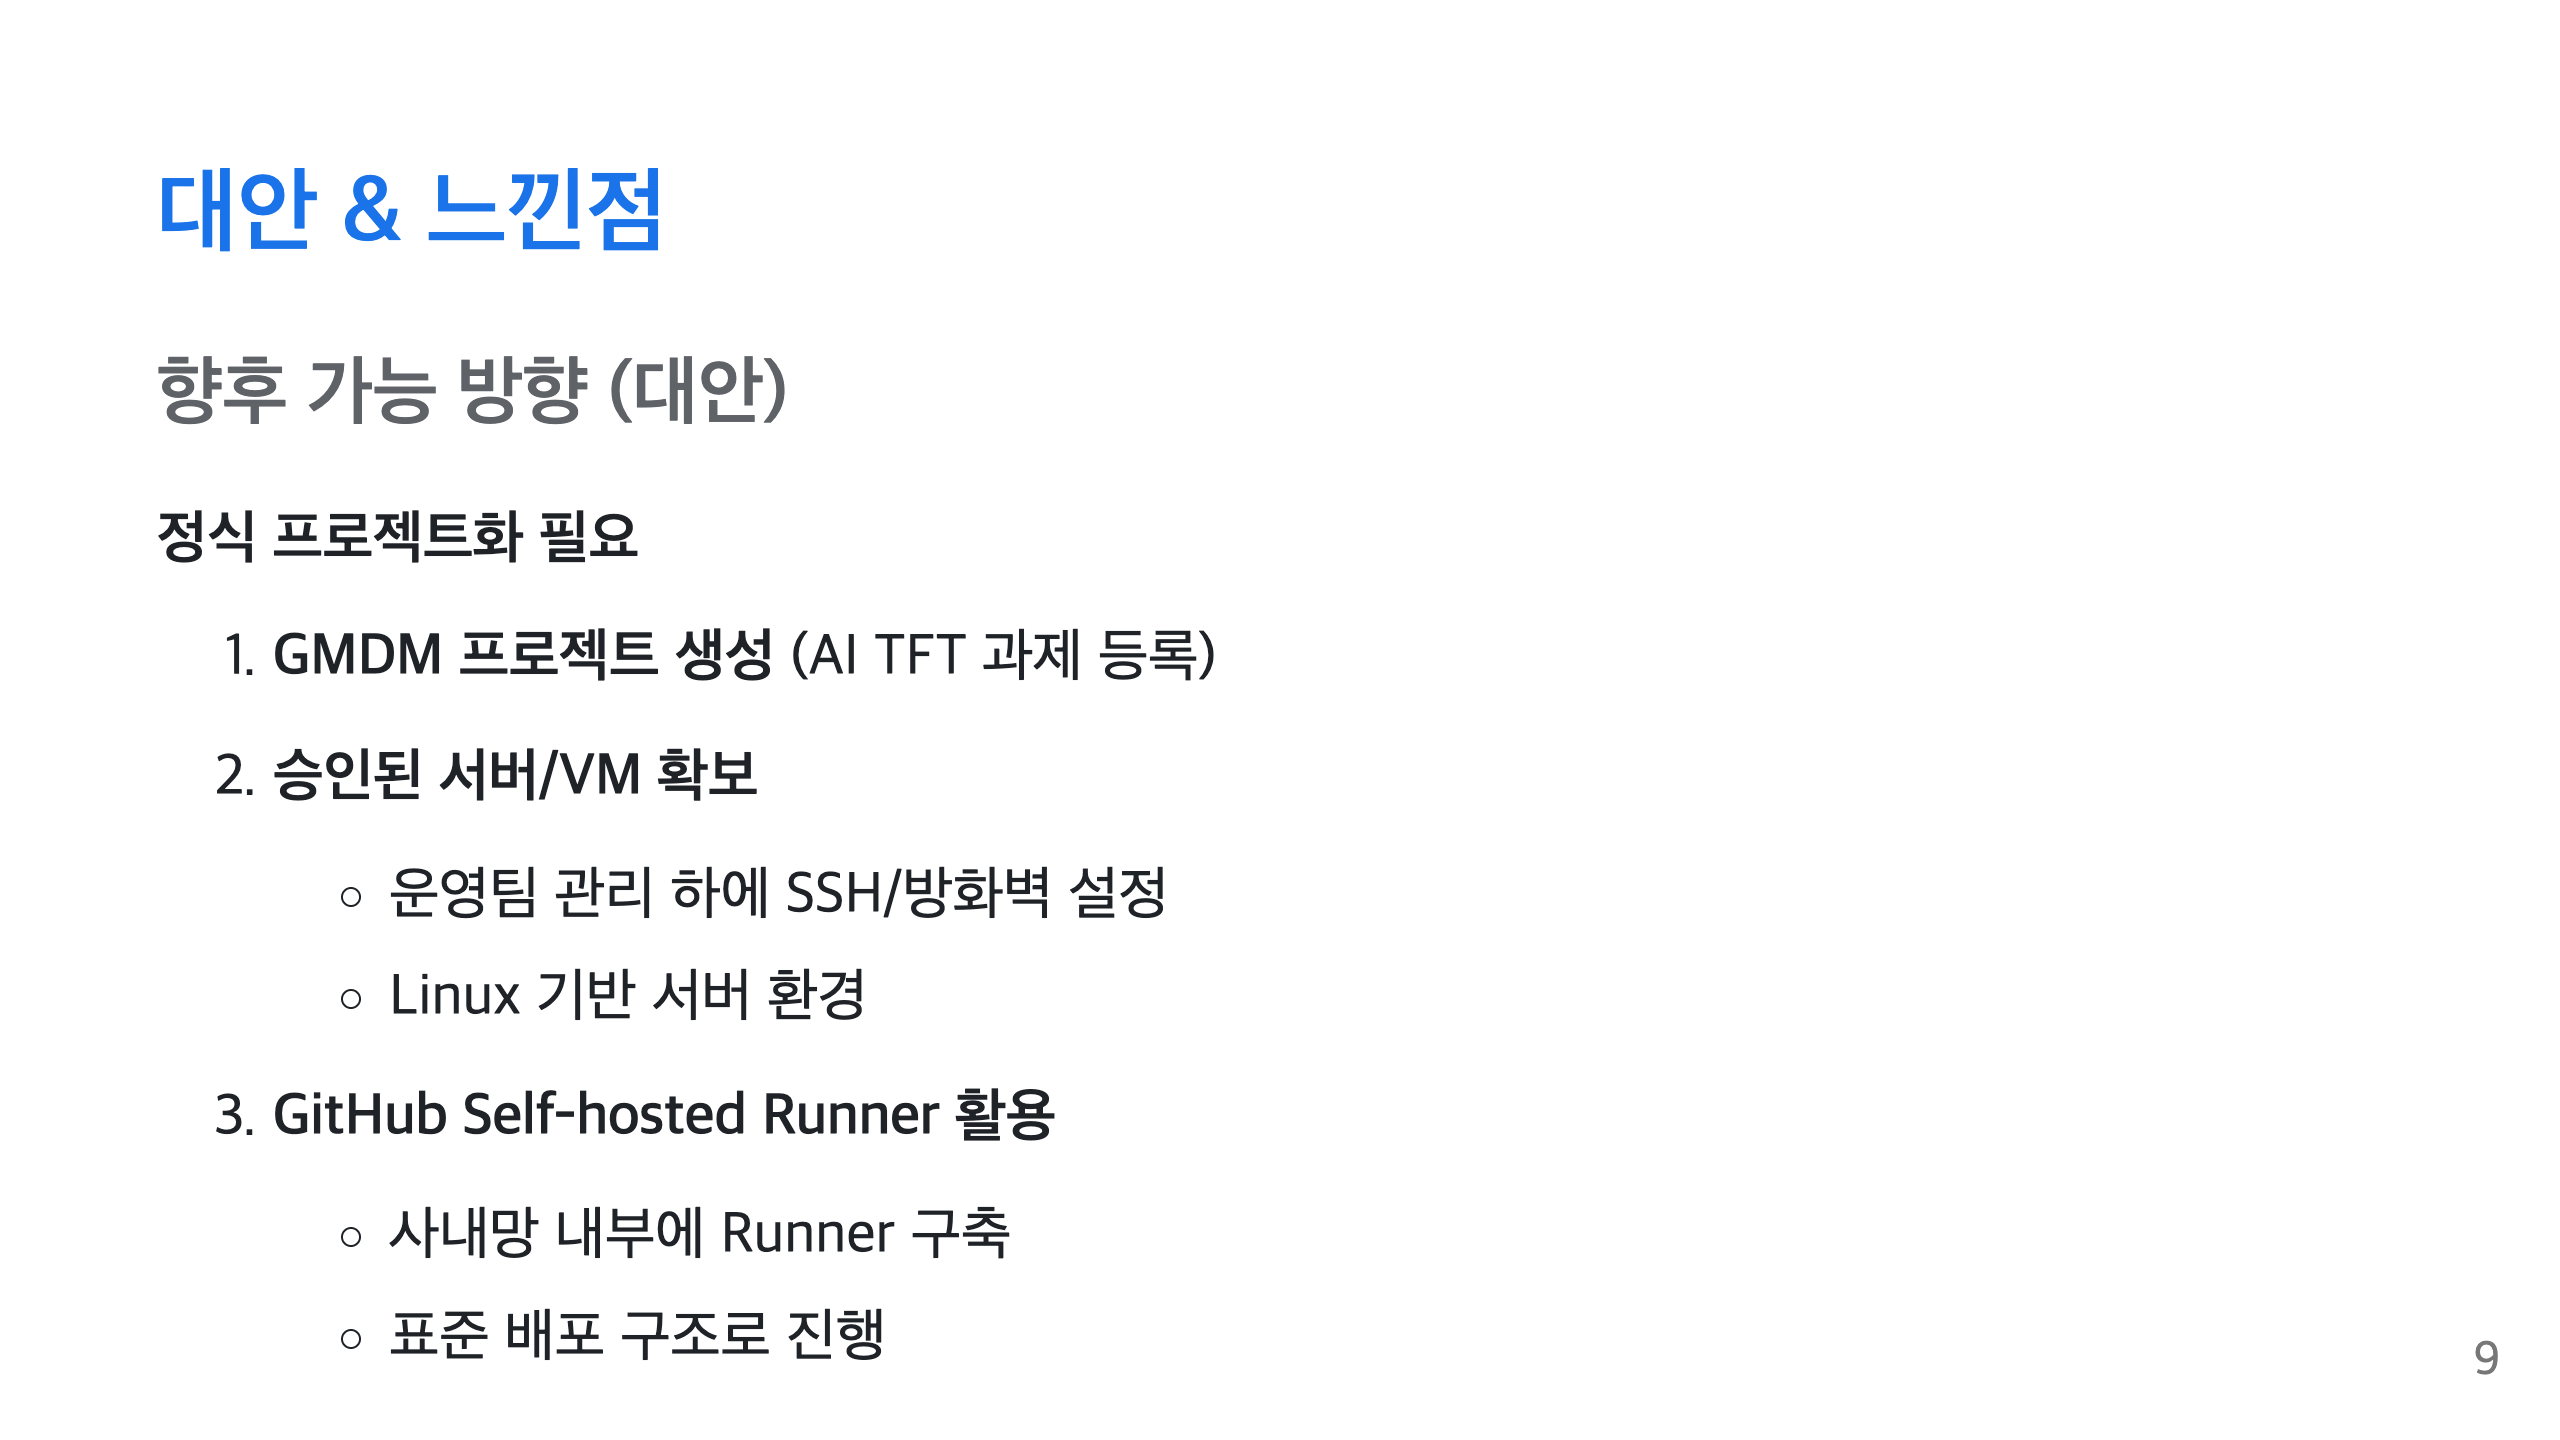 대안 & 느낀점
향후 가능 방향 (대안)
정식 프로젝트화 필요
1. GMDM 프로젝트 생성 (AI TFT 과제 등록)
2. 승인된 서버/VM 확보
○ 운영팀 관리 하에 SSH/방화벽 설정
○ Linux 기반 서버 환경
3. GitHub Self-hosted Runner 활용
○ 사내망 내부에 Runner 구축
○ 표준 배포 구조로 진행
9